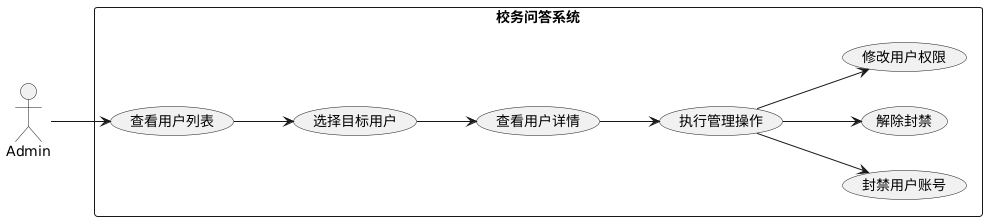 校务问答系统
Admin
查看用户列表
选择目标用户
查看用户详情
执行管理操作
修改用户权限
解除封禁
封禁用户账号